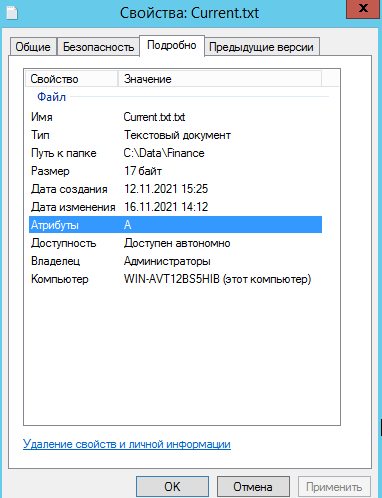 Свойства: Current.txt
x
Общие Безопасность Подробно Предыдущие версии
Свойство Значение
Файл
Имя Current.txt.txt
Тип Текстовый документ
Путь к папке C:\Data\Finance
Размер 17 байт
Дата создания 12.11.2021 15:25
Дата изменения 16.11.2021 14:12
Атрибуты A
Доступность Доступен автономно
Владелец Администраторы
Компьютер WIN-AVT12BS5HIB (этот компьютер)
Удаление свойств и личной информации
OK Отмена Применить